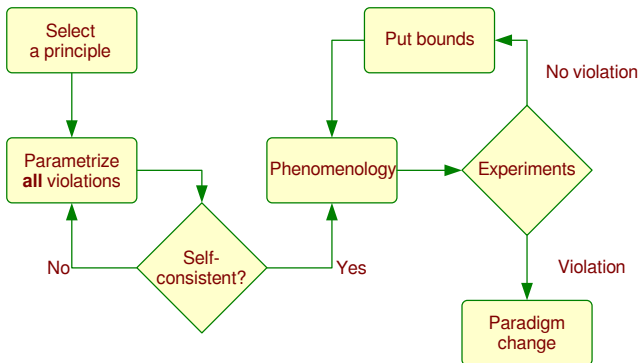 Select
a principle
Put bounds
No violation
Parametrize
all violations
Phenomenology
Experiments
Self-
consistent?
No
Yes
Violation
Paradigm
change